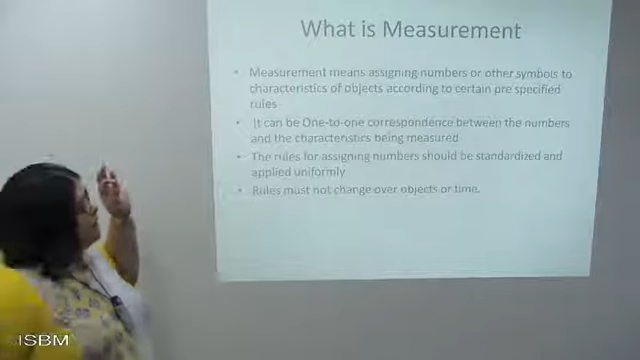 What is Measurement
• Measurement means assigning numbers or other symbols to
characteristics of objects according to certain pre specified
rules
• It can be One-to-one correspondence between the numbers
and the characteristics being measured
• The rules for assigning numbers should be standardized and
applied uniformly
• Rules must not change over objects or time.
ISBM